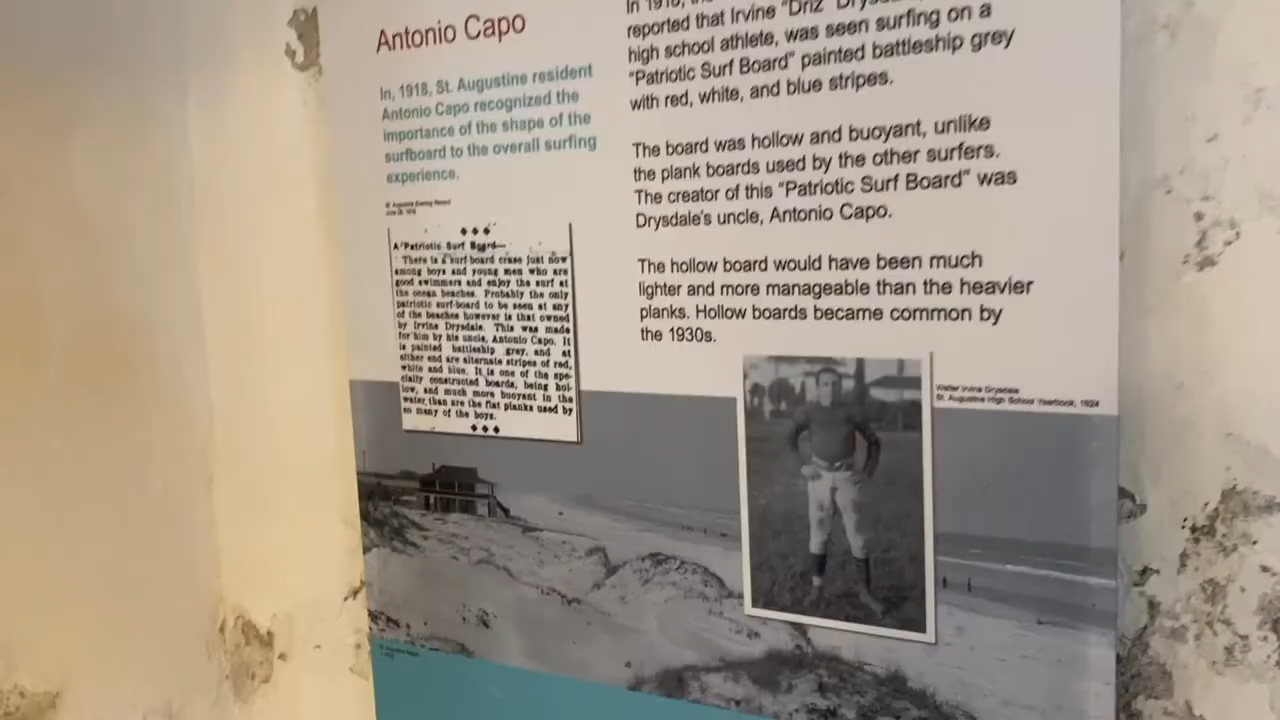 Antonio Capo
In, 1918, St. Augustine resident
Antonio Capo recognized the
importance of the shape of the
surfboard to the overall surfing
experience.
St. Augustine Evening Record
A Patriotic Surf Board—
There is a surf board craze just now
among boys and young men who are
good swimmers and enjoy the surf at
the ocean beaches. Probably the only
patriotic surf-board to be seen at any
of the beaches however is that owned
by Irvine Drysdale. This was made
for him by his uncle, Antonio Capo. It
is painted battleship grey, and at
either end are alternate stripes of red,
white and blue. It is one of the spe-
cially constructed boards, being hol-
low, and much more buoyant in the
water than are the flat planks used by
so many of the boys.
In 1918,
reported that Irvine "Driz"
high school athlete, was seen surfing on a
"Patriotic Surf Board" painted battleship grey
with red, white, and blue stripes.
The board was hollow and buoyant, unlike
the plank boards used by the other surfers.
The creator of this "Patriotic Surf Board" was
Drysdale's uncle, Antonio Capo.
The hollow board would have been much
lighter and more manageable than the heavier
planks. Hollow boards became common by
the 1930s.
Walter Irvine Drysdale
St. Augustine High School Yearbook, 1924